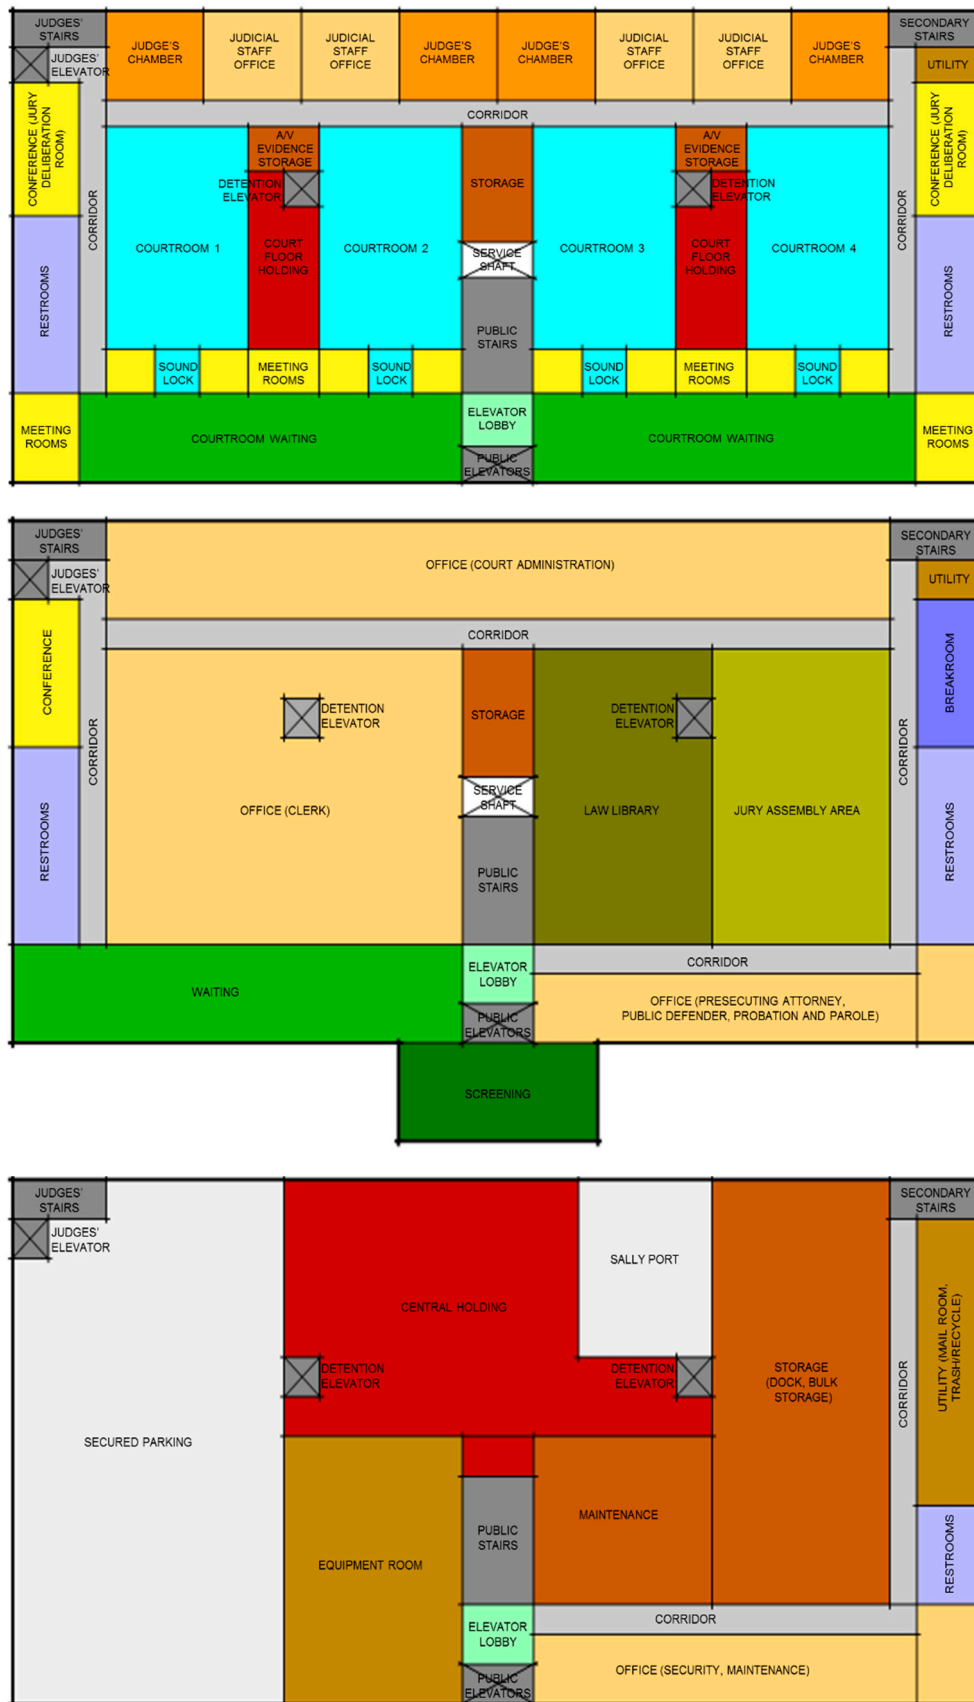 JUDGES'
STAIRS
JUDGES'
ELEVATOR
JUDGE'S
CHAMBER
JUDICIAL
STAFF
OFFICE
JUDICIAL
STAFF
OFFICE
JUDGE'S
CHAMBER
JUDGE'S
CHAMBER
JUDICIAL
STAFF
OFFICE
JUDICIAL
STAFF
OFFICE
JUDGE'S
CHAMBER
SECONDARY
STAIRS
UTILITY
CORRIDOR
CONFERENCE (JURY
DELIBERATION
ROOM)
CORRIDOR
RESTROOMS
A/V
EVIDENCE
STORAGE
DETENTION
ELEVATOR
COURTROOM 1
COURT
FLOOR
HOLDING
COURTROOM 2
STORAGE
SERVICE
SHAFT
PUBLIC
STAIRS
A/V
EVIDENCE
STORAGE
DETENTION
ELEVATOR
COURTROOM 3
COURT
FLOOR
HOLDING
COURTROOM 4
CORRIDOR
CONFERENCE (JURY
DELIBERATION
ROOM)
RESTROOMS
SOUND
LOCK
MEETING
ROOMS
SOUND
LOCK
SOUND
LOCK
MEETING
ROOMS
SOUND
LOCK
MEETING
ROOMS
COURTROOM WAITING
ELEVATOR
LOBBY
PUBLIC
ELEVATORS
COURTROOM WAITING
MEETING
ROOMS
JUDGES'
STAIRS
JUDGES'
ELEVATOR
OFFICE (COURT ADMINISTRATION)
SECONDARY
STAIRS
UTILITY
CORRIDOR
CONFERENCE
CORRIDOR
RESTROOMS
DETENTION
ELEVATOR
OFFICE (CLERK)
STORAGE
SERVICE
SHAFT
PUBLIC
STAIRS
DETENTION
ELEVATOR
LAW LIBRARY
JURY ASSEMBLY AREA
CORRIDOR
BREAKROOM
RESTROOMS
WAITING
ELEVATOR
LOBBY
PUBLIC
ELEVATORS
CORRIDOR
OFFICE (PRESECUTING ATTORNEY,
PUBLIC DEFENDER, PROBATION AND PAROLE)
SCREENING
JUDGES'
STAIRS
JUDGES'
ELEVATOR
SECURED PARKING
CENTRAL HOLDING
SALLY PORT
DETENTION
ELEVATOR
DETENTION
ELEVATOR
STORAGE
(DOCK, BULK
STORAGE)
SECONDARY
STAIRS
CORRIDOR
UTILITY (MAIL ROOM,
TRASH/RECYCLE)
RESTROOMS
EQUIPMENT ROOM
PUBLIC
STAIRS
MAINTENANCE
ELEVATOR
LOBBY
PUBLIC
ELEVATORS
CORRIDOR
OFFICE (SECURITY, MAINTENANCE)